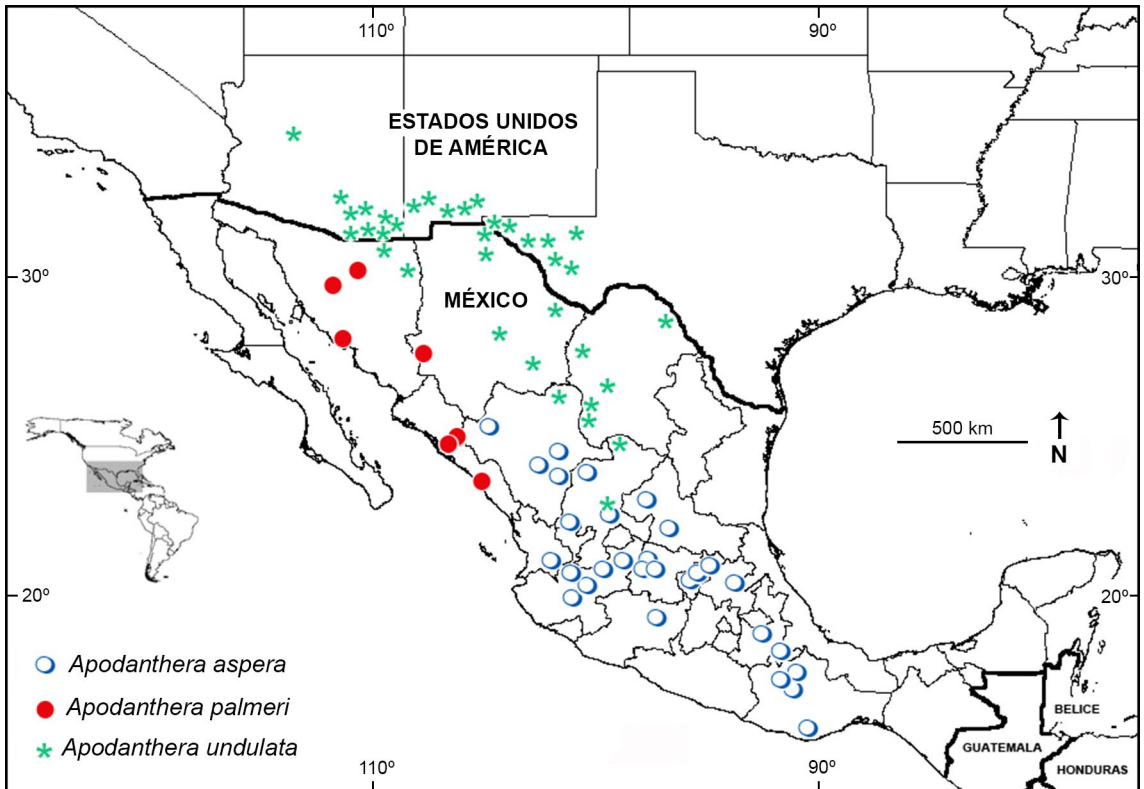 110º
90º
ESTADOS UNIDOS
DE AMÉRICA
30º
30º
MÉXICO
500 km
N
20º
20º
Apodanthera aspera
Apodanthera palmeri
Apodanthera undulata
BELICE
GUATEMALA
HONDURAS
110º
90º